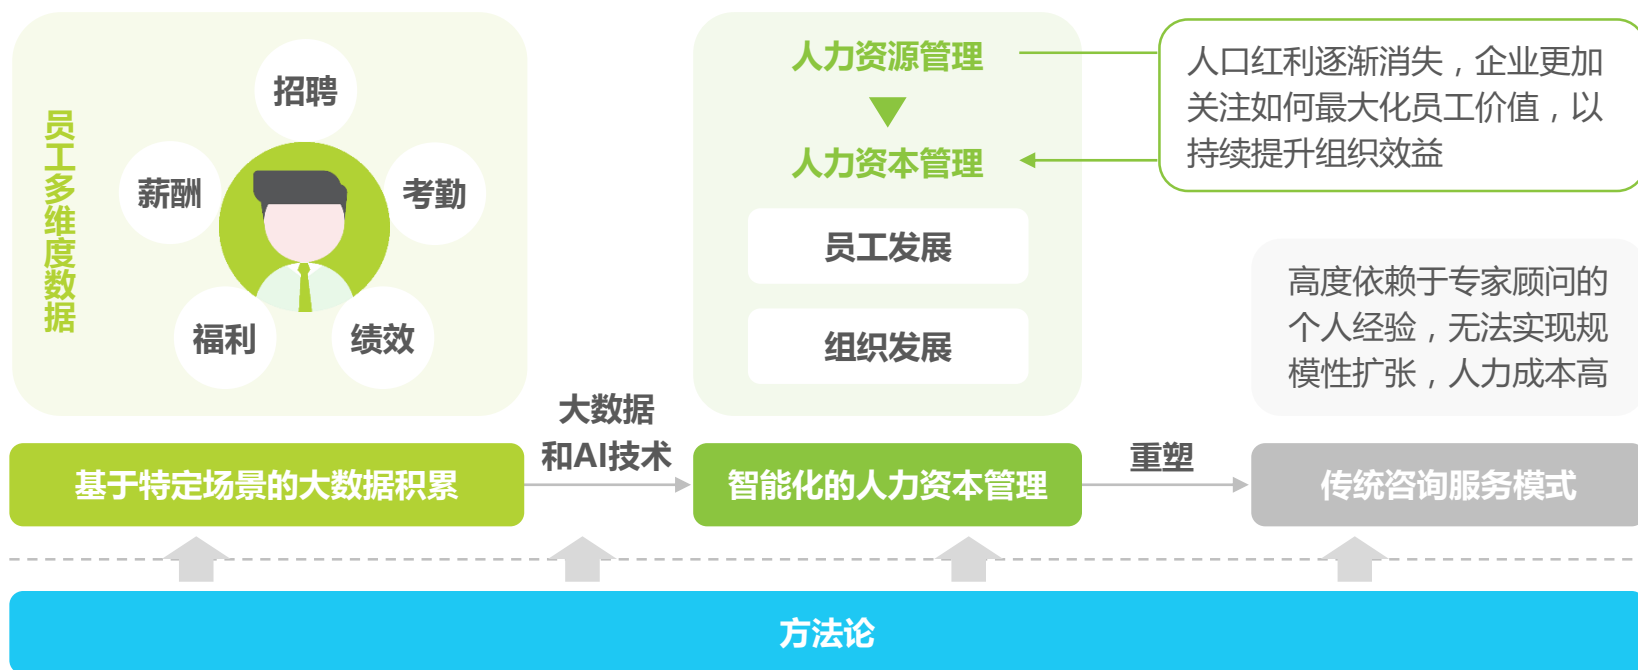 员工多维度数据
招聘
薪酬
考勤
福利
绩效
人力资源管理
人力资本管理
员工发展
组织发展
人口红利逐渐消失，企业更加
关注如何最大化员工价值，以
持续提升组织效益
高度依赖于专家顾问的
个人经验，无法实现规
模性扩张，人力成本高
基于特定场景的大数据积累
大数据
和AI技术
智能化的人力资本管理
重塑
传统咨询服务模式
方法论